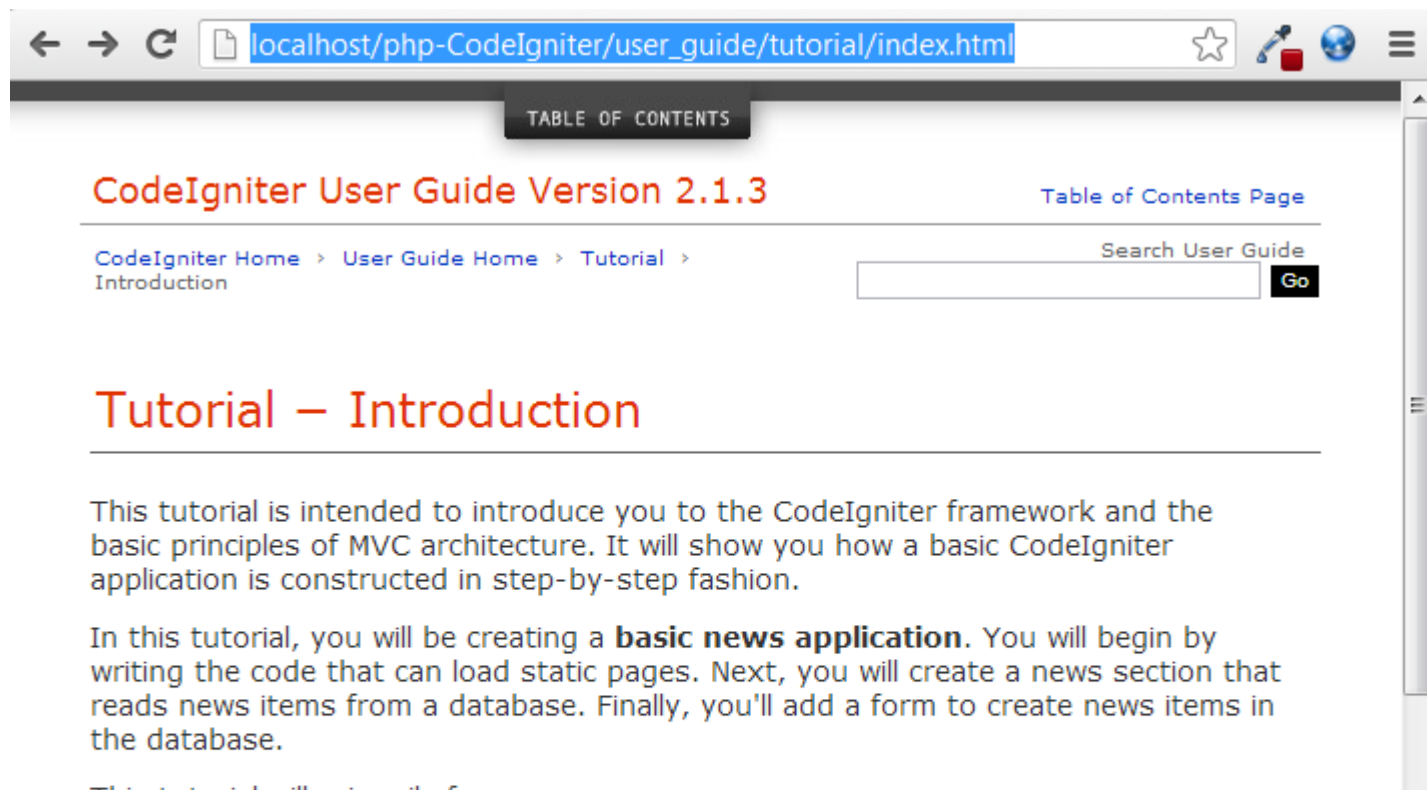 localhost/php-CodeIgniter/user_guide/tutorial/index.html
TABLE OF CONTENTS
CodeIgniter User Guide Version 2.1.3
Table of Contents Page
CodeIgniter Home › User Guide Home › Tutorial ›
Introduction
Search User Guide
Go
Tutorial − Introduction
This tutorial is intended to introduce you to the CodeIgniter framework and the
basic principles of MVC architecture. It will show you how a basic CodeIgniter
application is constructed in step-by-step fashion.
In this tutorial, you will be creating a basic news application. You will begin by
writing the code that can load static pages. Next, you will create a news section that
reads news items from a database. Finally, you'll add a form to create news items in
the database.